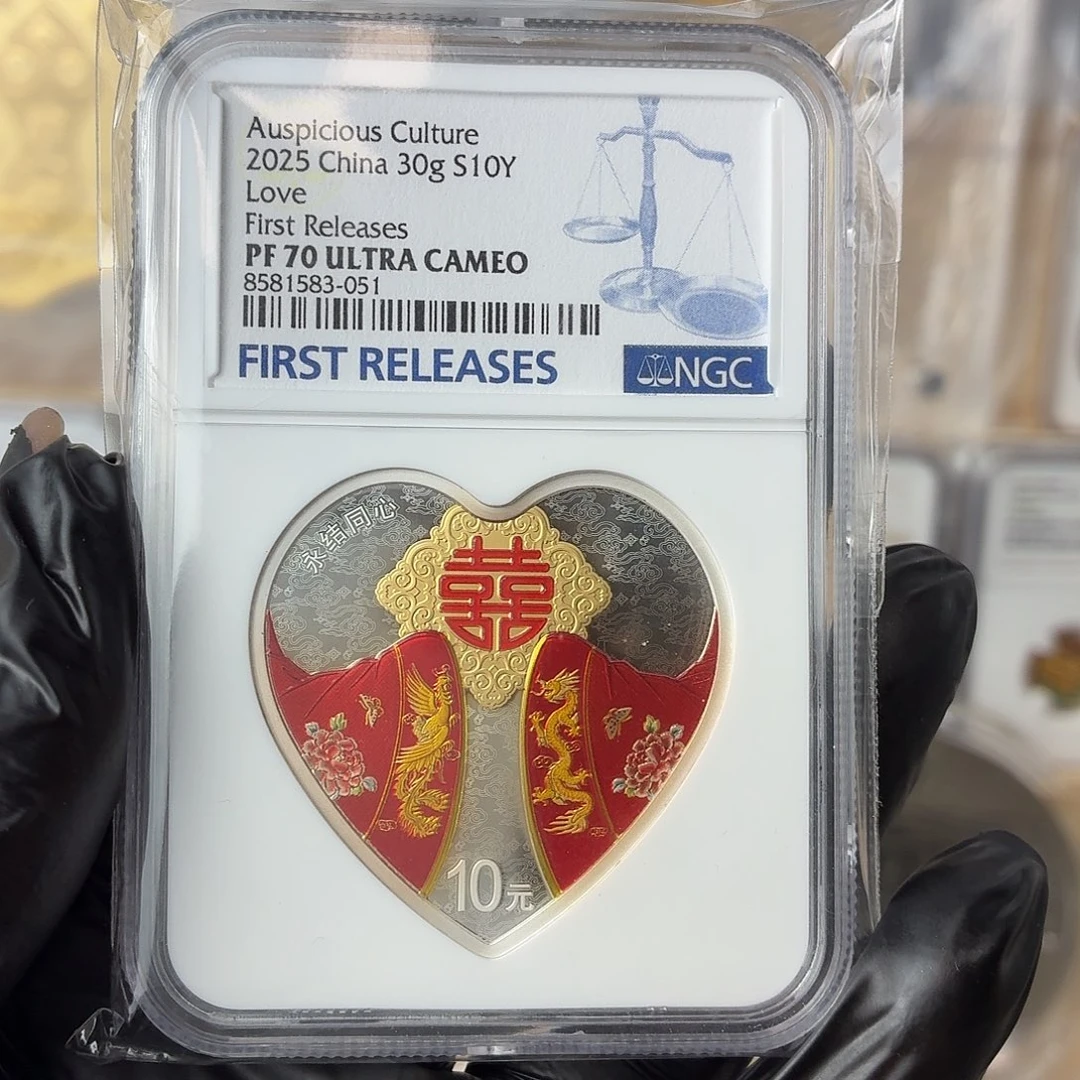 Auspicious Culture
2025 China 30g S10Y
Love
First Releases
PF 70 ULTRA CAMEO
8581583-051
FIRST RELEASES
NGC
永结同心
囍
10元